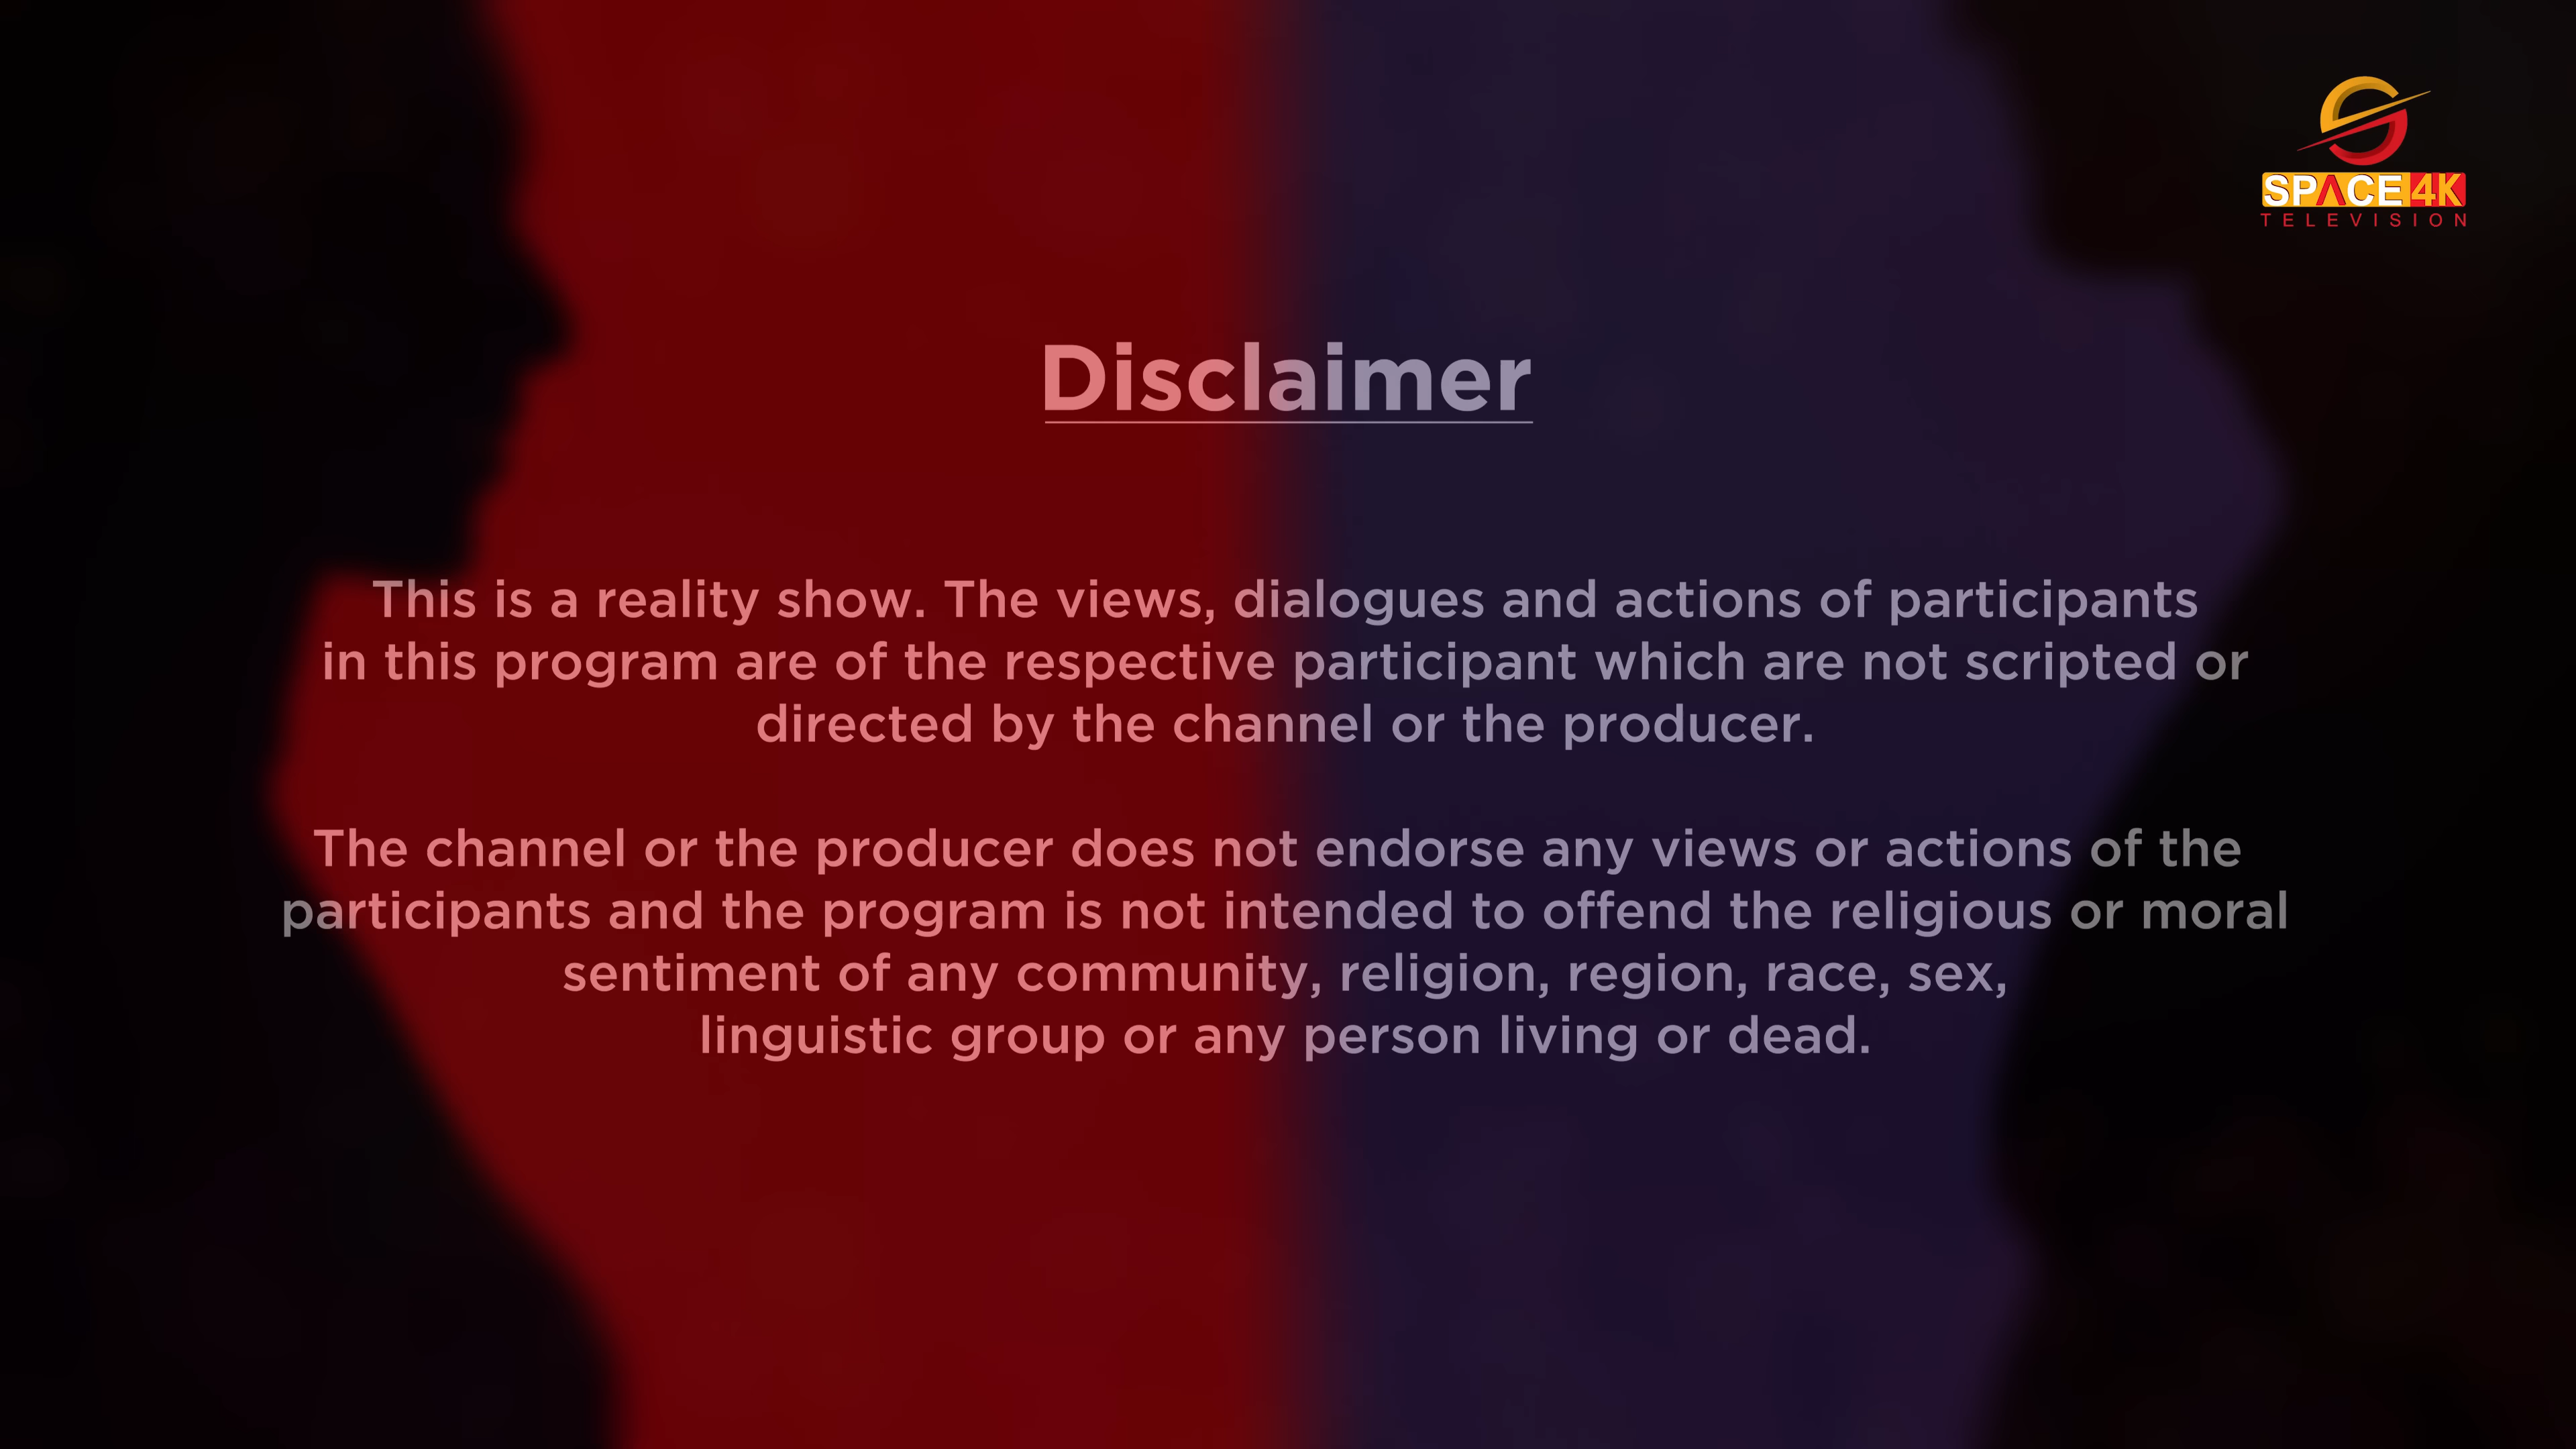 SPACE4K
TELEVISION
Disclaimer
This is a reality show. The views, dialogues and actions of participants
in this program are of the respective participant which are not scripted or
directed by the channel or the producer.
The channel or the producer does not endorse any views or actions of the
participants and the program is not intended to offend the religious or moral
sentiment of any community, religion, region, race, sex,
linguistic group or any person living or dead.